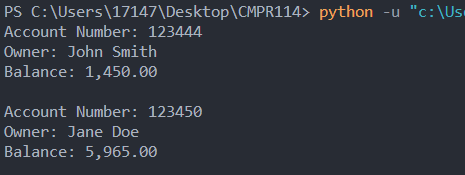 PS C:\Users\17147\Desktop\CMPR114> python -u "c:\Us
Account Number: 123444
Owner: John Smith
Balance: 1,450.00

Account Number: 123450
Owner: Jane Doe
Balance: 5,965.00